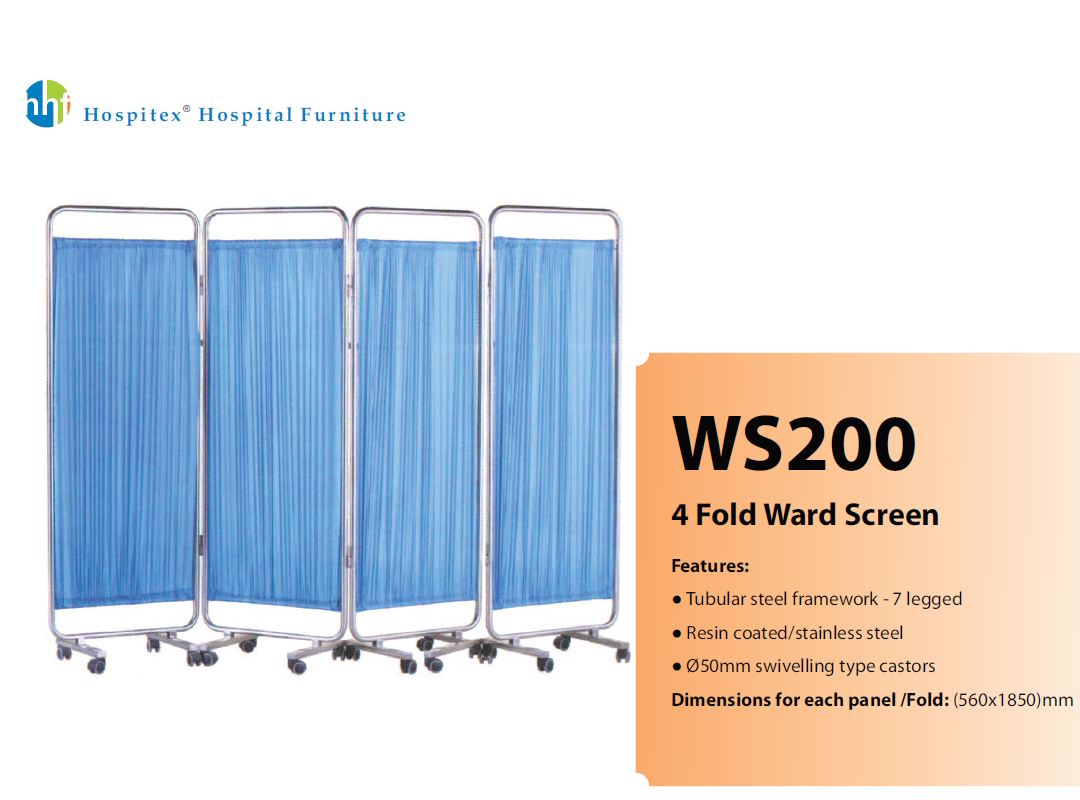 hhf
Hospitex® Hospital Furniture
WS200
4 Fold Ward Screen
Features:
● Tubular steel framework - 7 legged
● Resin coated/stainless steel
● Ø50mm swivelling type castors
Dimensions for each panel /Fold: (560x1850)mm